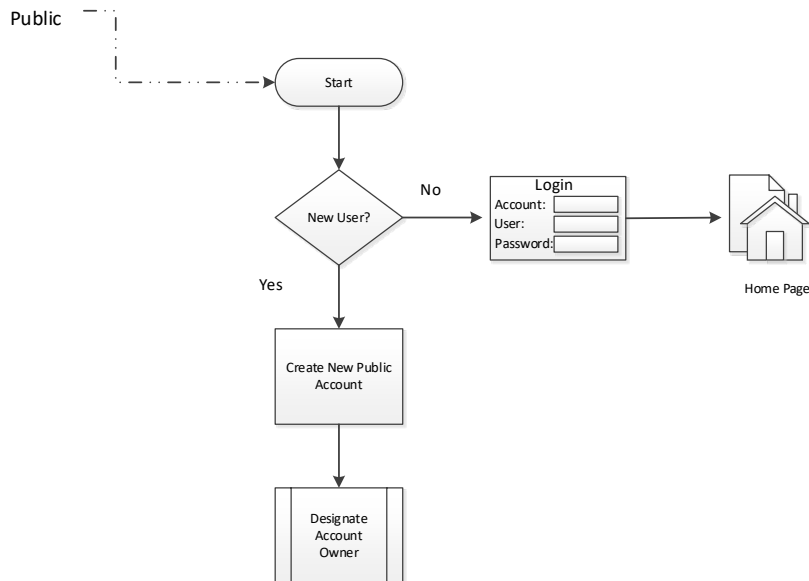 Public
Start
New User?
No
Login
Account:
User:
Password:
Home Page
Yes
Create New Public
Account
Designate
Account
Owner